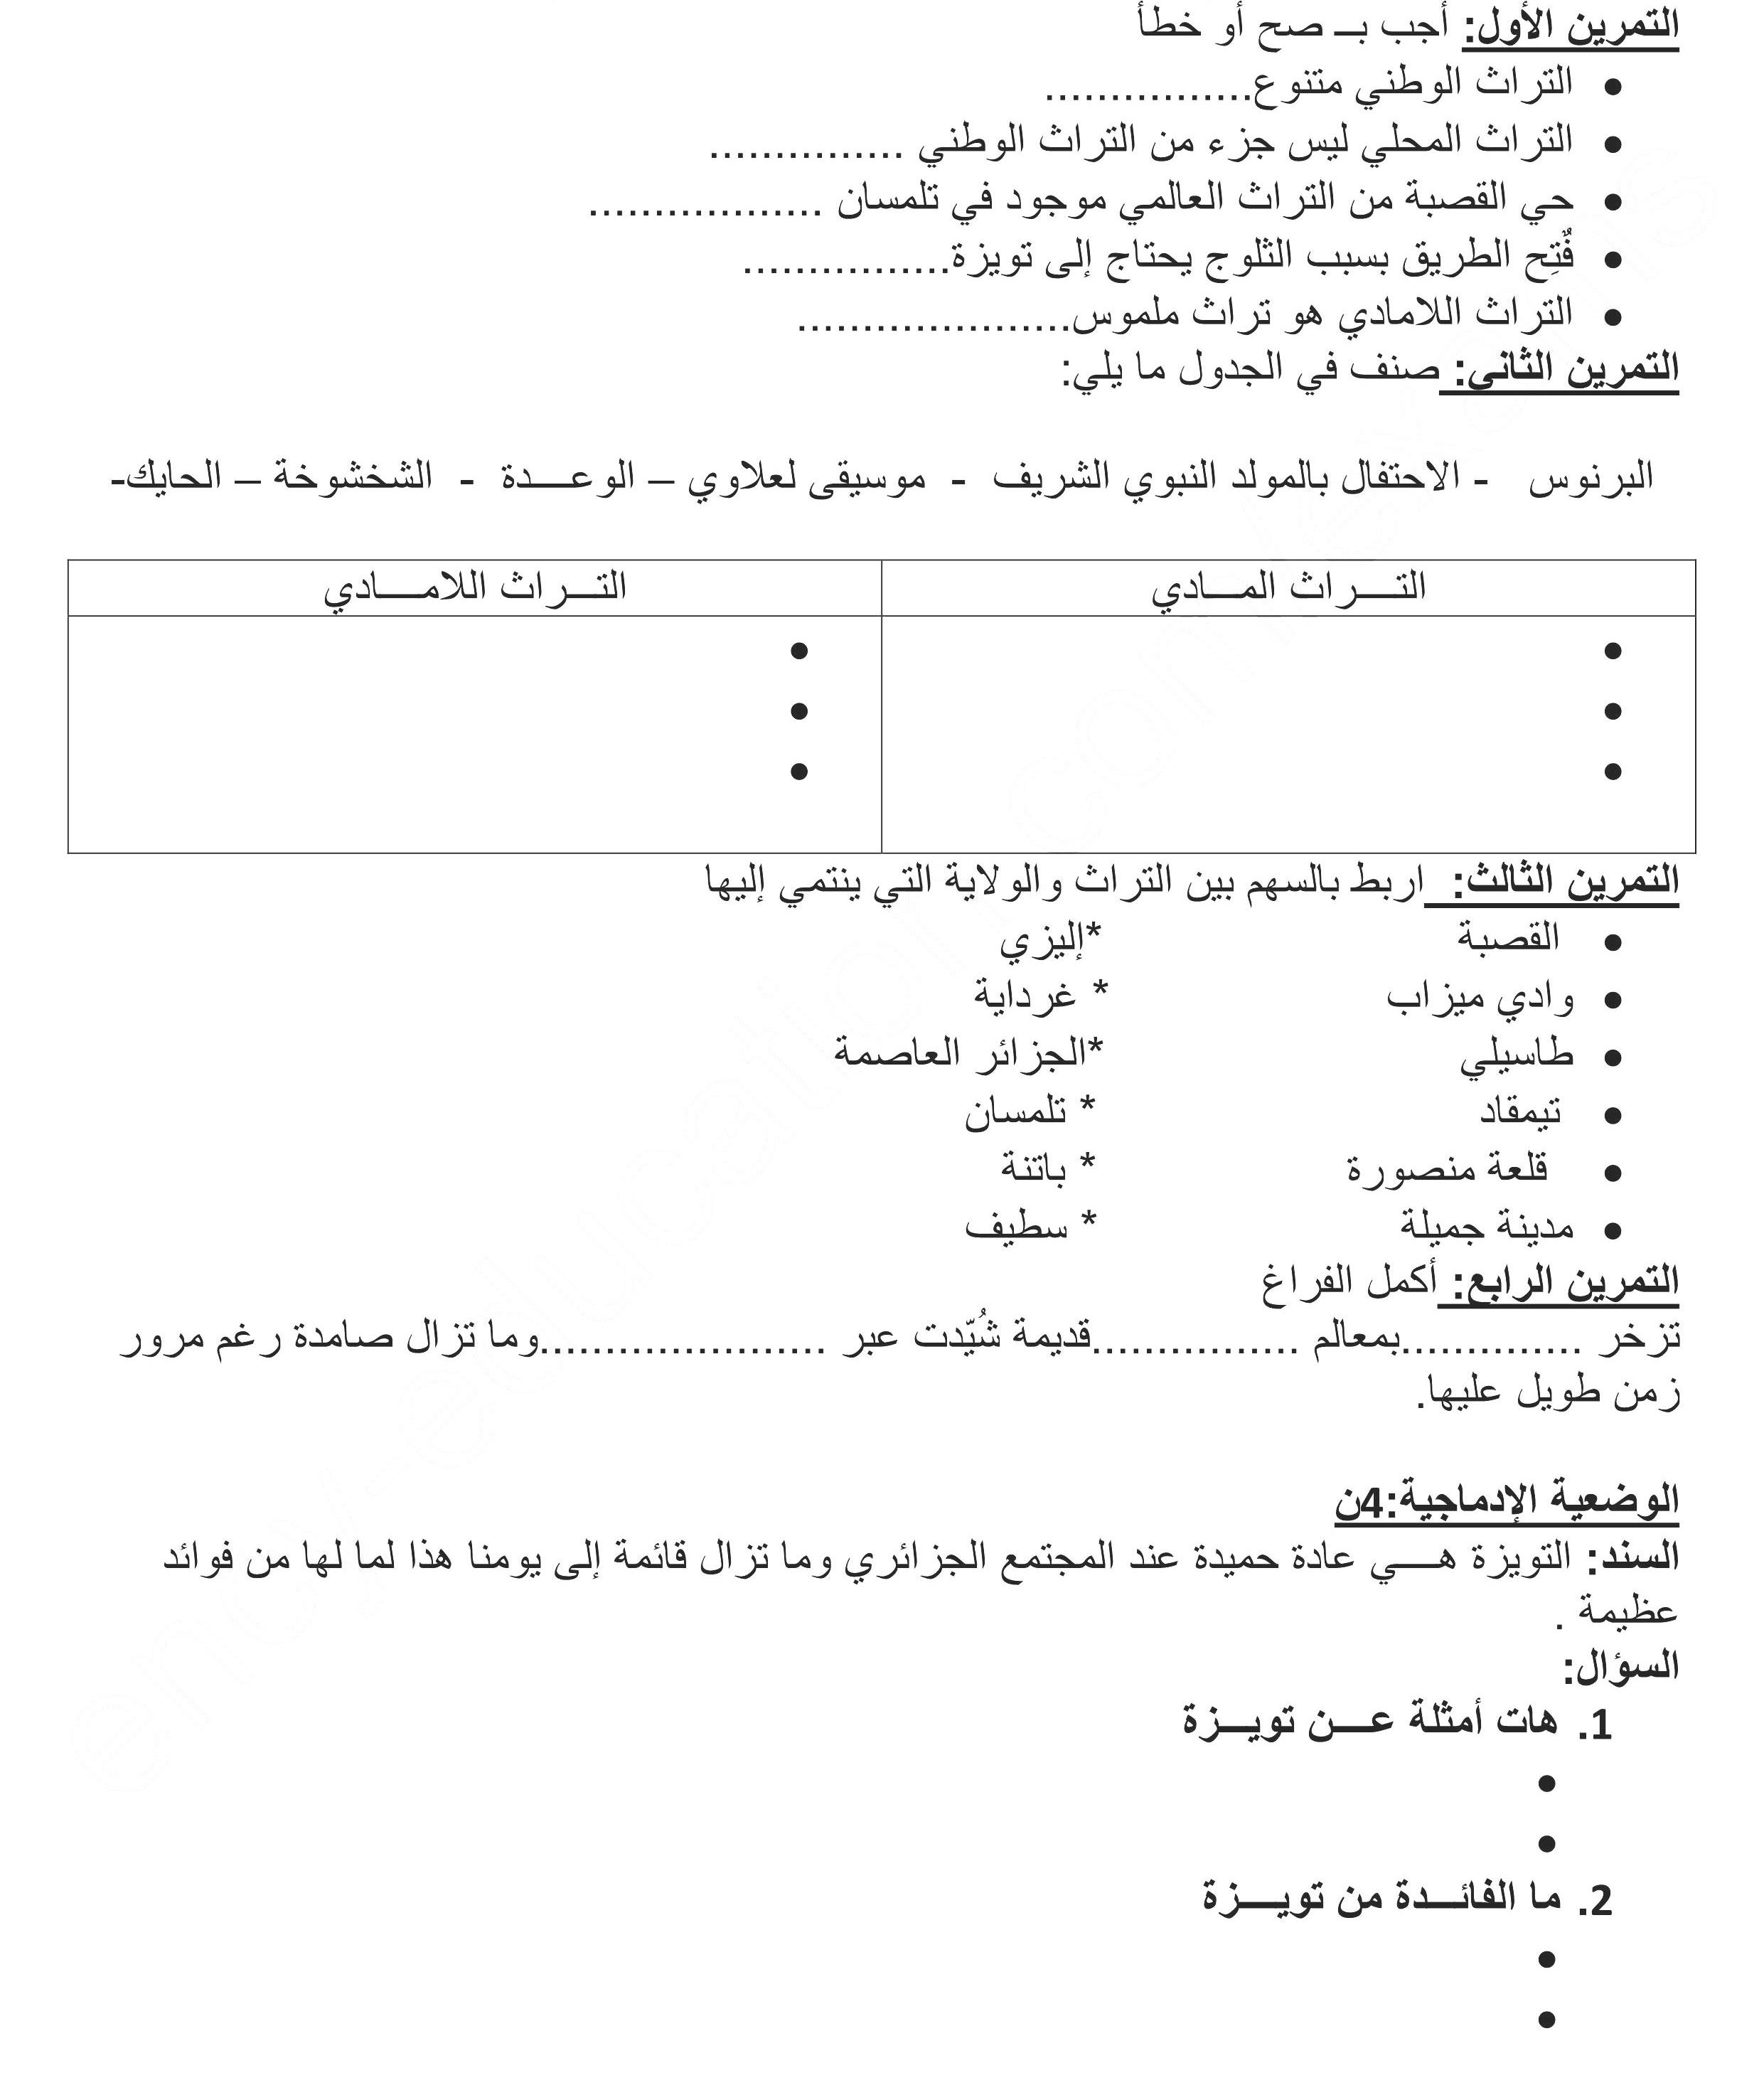 التمرين الأول: أجب بـ صح أو خطأ
• التراث الوطني متنوع................
• التراث المحلي ليس جزء من التراث الوطني ...............
• حي القصبة من التراث العالمي موجود في تلمسان ..................
• فٌتِح الطريق بسبب الثلوج يحتاج إلى تويزة................
• التراث اللامادي هو تراث ملموس.....................
التمرين الثاني: صنف في الجدول ما يلي:
البرنوس - الاحتفال بالمولد النبوي الشريف - موسيقى لعلاوي – الوعـــدة - الشخشوخة – الحايك-
التـــراث المـــادي	التـــراث اللامـــادي
•	•
•	•
•	•
التمرين الثالث: اربط بالسهم بين التراث والولاية التي ينتمي إليها
• القصبة *إليزي
• وادي ميزاب * غرداية
• طاسيلي *الجزائر العاصمة
• تيمقاد * تلمسان
• قلعة منصورة * باتنة
• مدينة جميلة * سطيف
التمرين الرابع: أكمل الفراغ
تزخر ..............بمعالم ................قديمة شُيّدت عبر ......................وما تزال صامدة رغم مرور
زمن طويل عليها.
الوضعية الإدماجية:4ن
السند: التويزة هـــي عادة حميدة عند المجتمع الجزائري وما تزال قائمة إلى يومنا هذا لما لها من فوائد
عظيمة .
السؤال:
1. هات أمثلة عـــن تويـــزة
•
•
2. ما الفائـــدة من تويـــزة
•
•